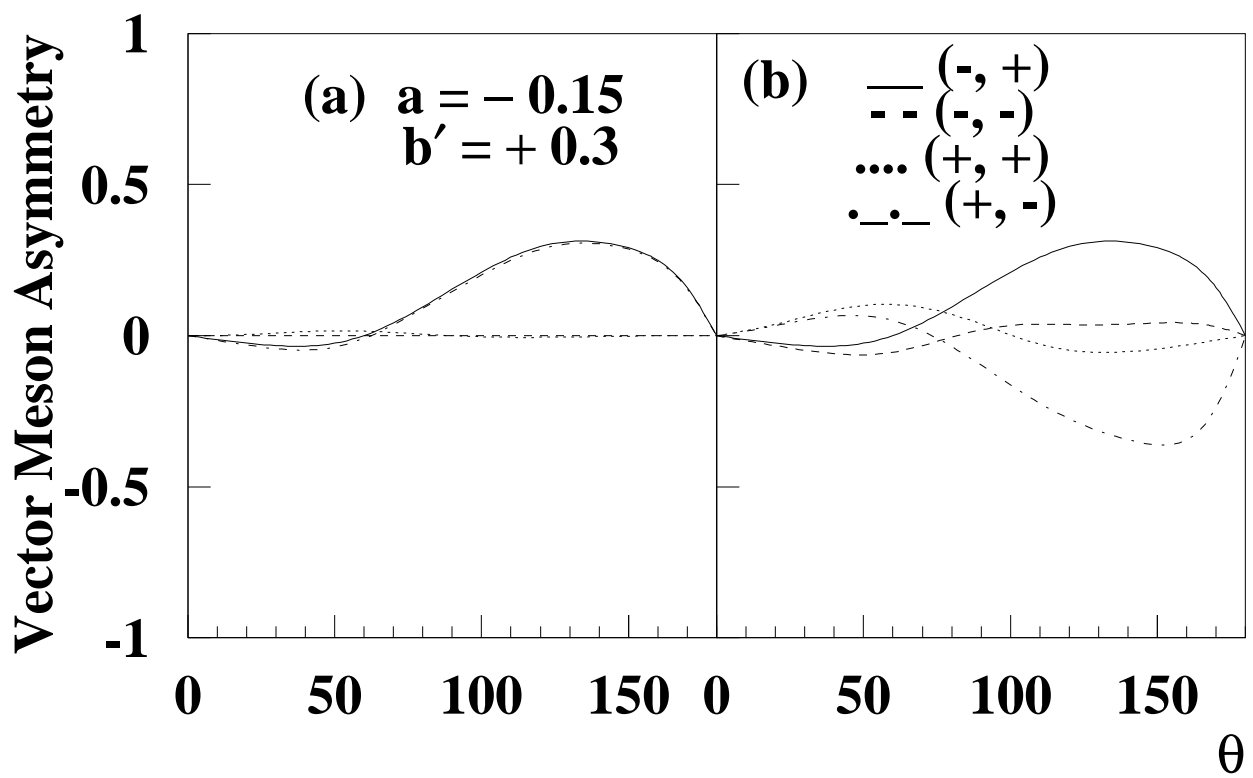 Vector Meson Asymmetry
1
0.5
0
-0.5
-1
(a) a = − 0.15
b′ = + 0.3
(b) __ (-, +)
- - (-, -)
.... (+, +)
._._ (+, -)
0 50 100 150 0 50 100 150
θ